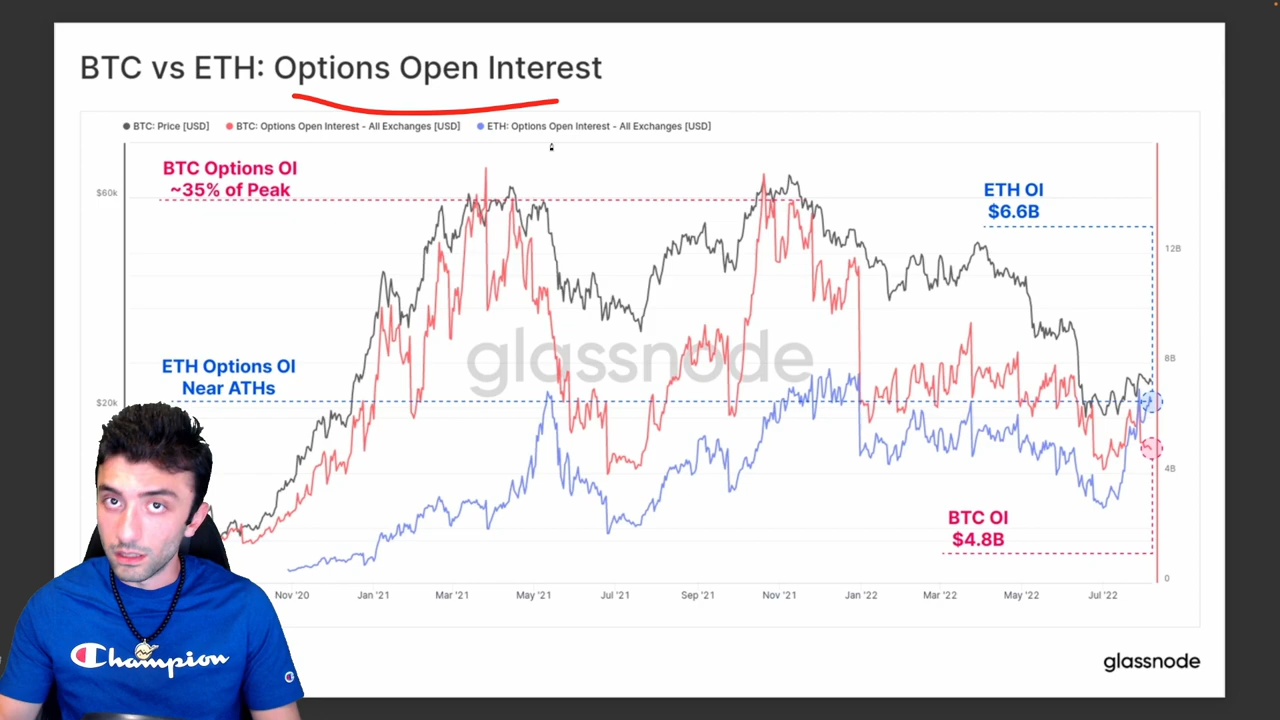 BTC vs ETH: Options Open Interest
BTC: Price [USD] BTC: Options Open Interest - All Exchanges [USD] ETH: Options Open Interest - All Exchanges [USD]
BTC Options OI
~35% of Peak
ETH OI
$6.6B
$60k
12B
glassnode
ETH Options OI
Near ATHs
8B
$20k
4B
BTC OI
$4.8B
0
Nov '20 Jan '21 Mar '21 May '21 Jul '21 Sep '21 Nov '21 Jan '22 Mar '22 May '22 Jul '22
Champion
glassnode